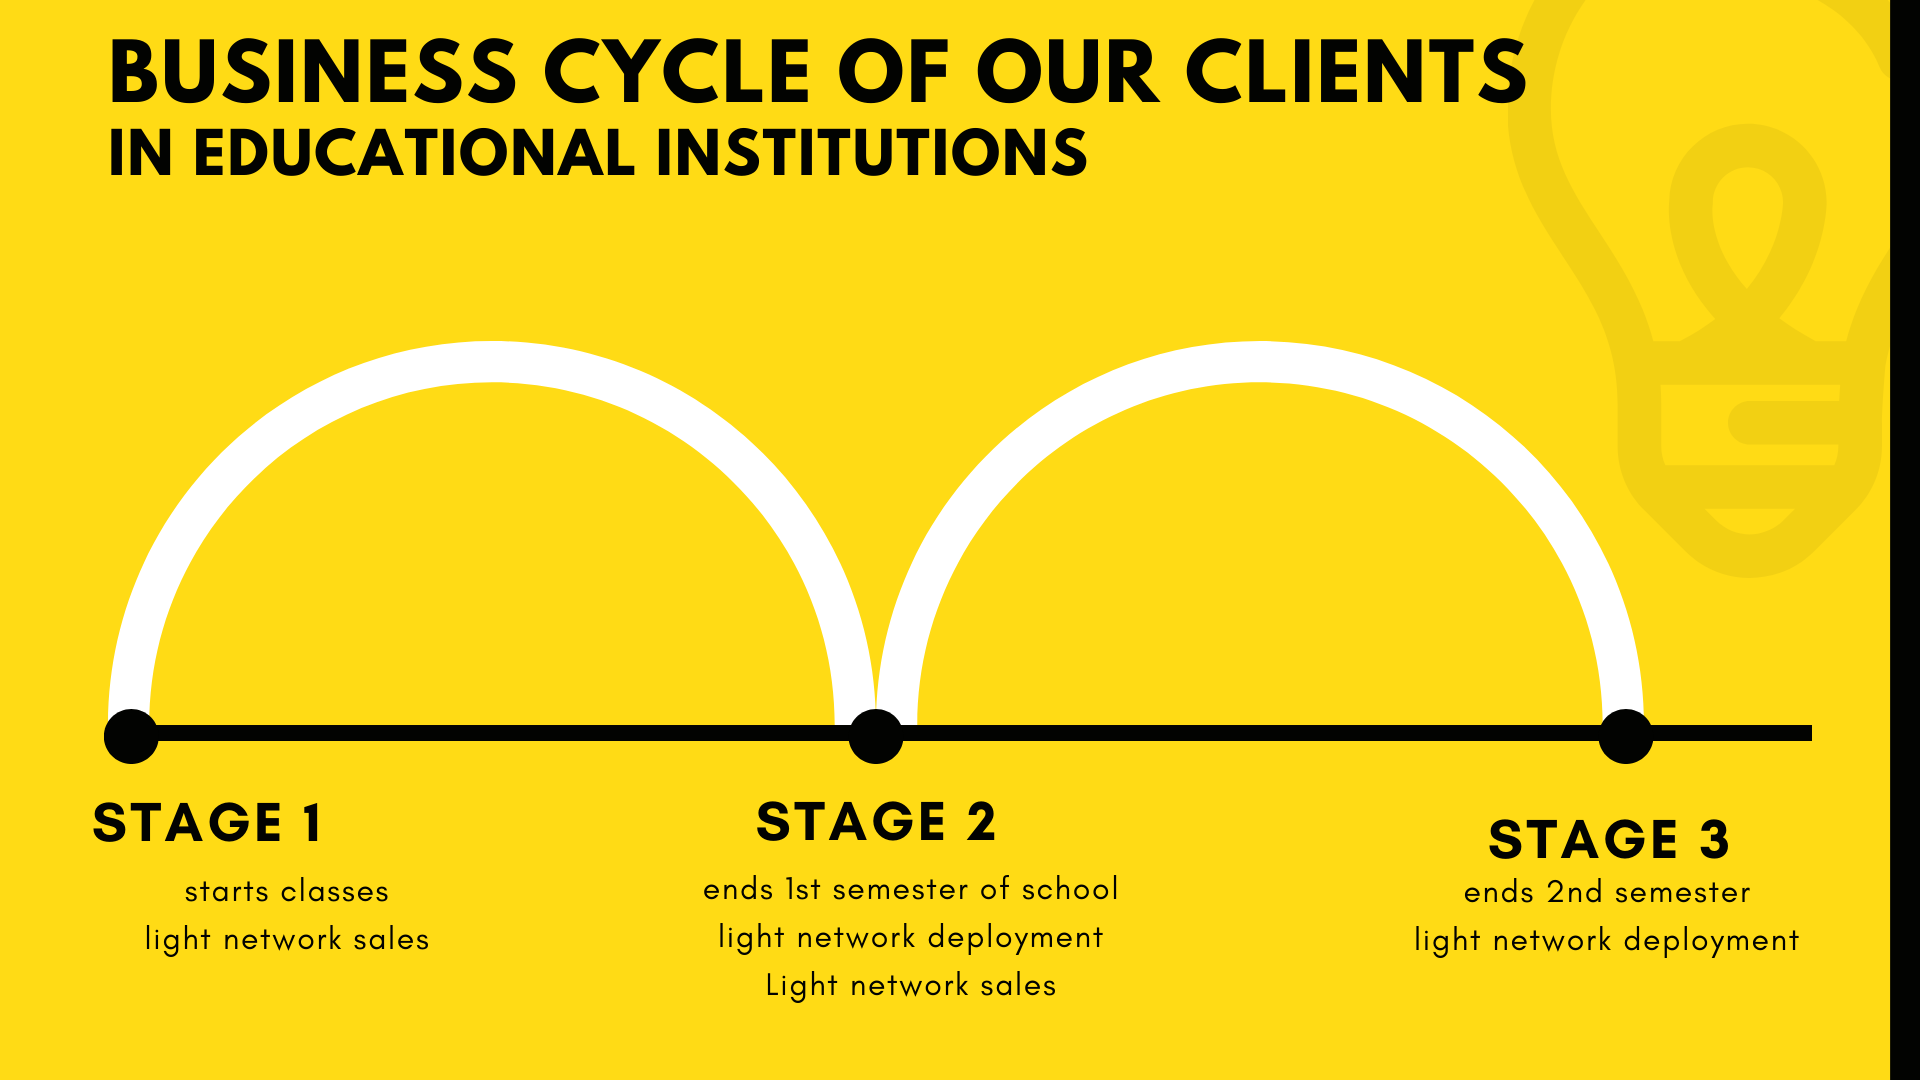 BUSINESS CYCLE OF OUR CLIENTS
IN EDUCATIONAL INSTITUTIONS
STAGE 1
starts classes
light network sales
STAGE 2
ends 1st semester of school
light network deployment
Light network sales
STAGE 3
ends 2nd semester
light network deployment